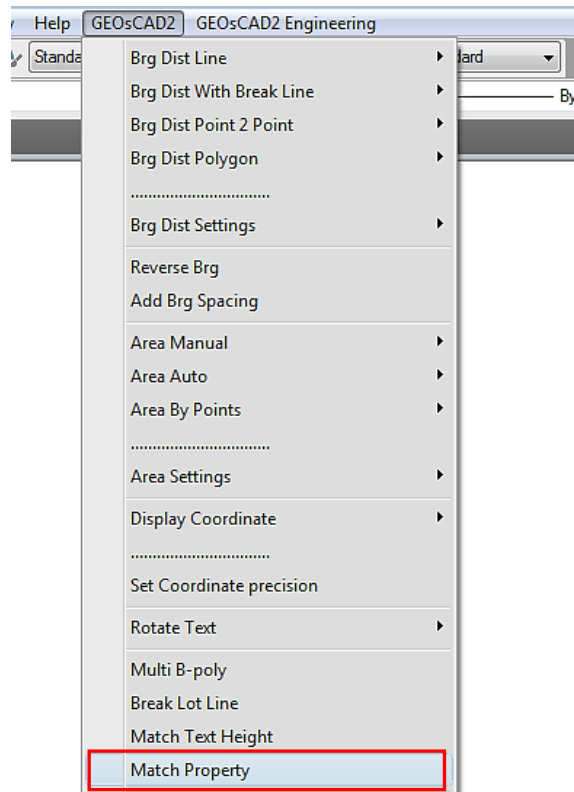 Help GEOsCAD2 GEOsCAD2 Engineering
Standa
dard
By
Brg Dist Line
Brg Dist With Break Line
Brg Dist Point 2 Point
Brg Dist Polygon
................................
Brg Dist Settings
Reverse Brg
Add Brg Spacing
Area Manual
Area Auto
Area By Points
................................
Area Settings
Display Coordinate
................................
Set Coordinate precision
Rotate Text
Multi B-poly
Break Lot Line
Match Text Height
Match Property